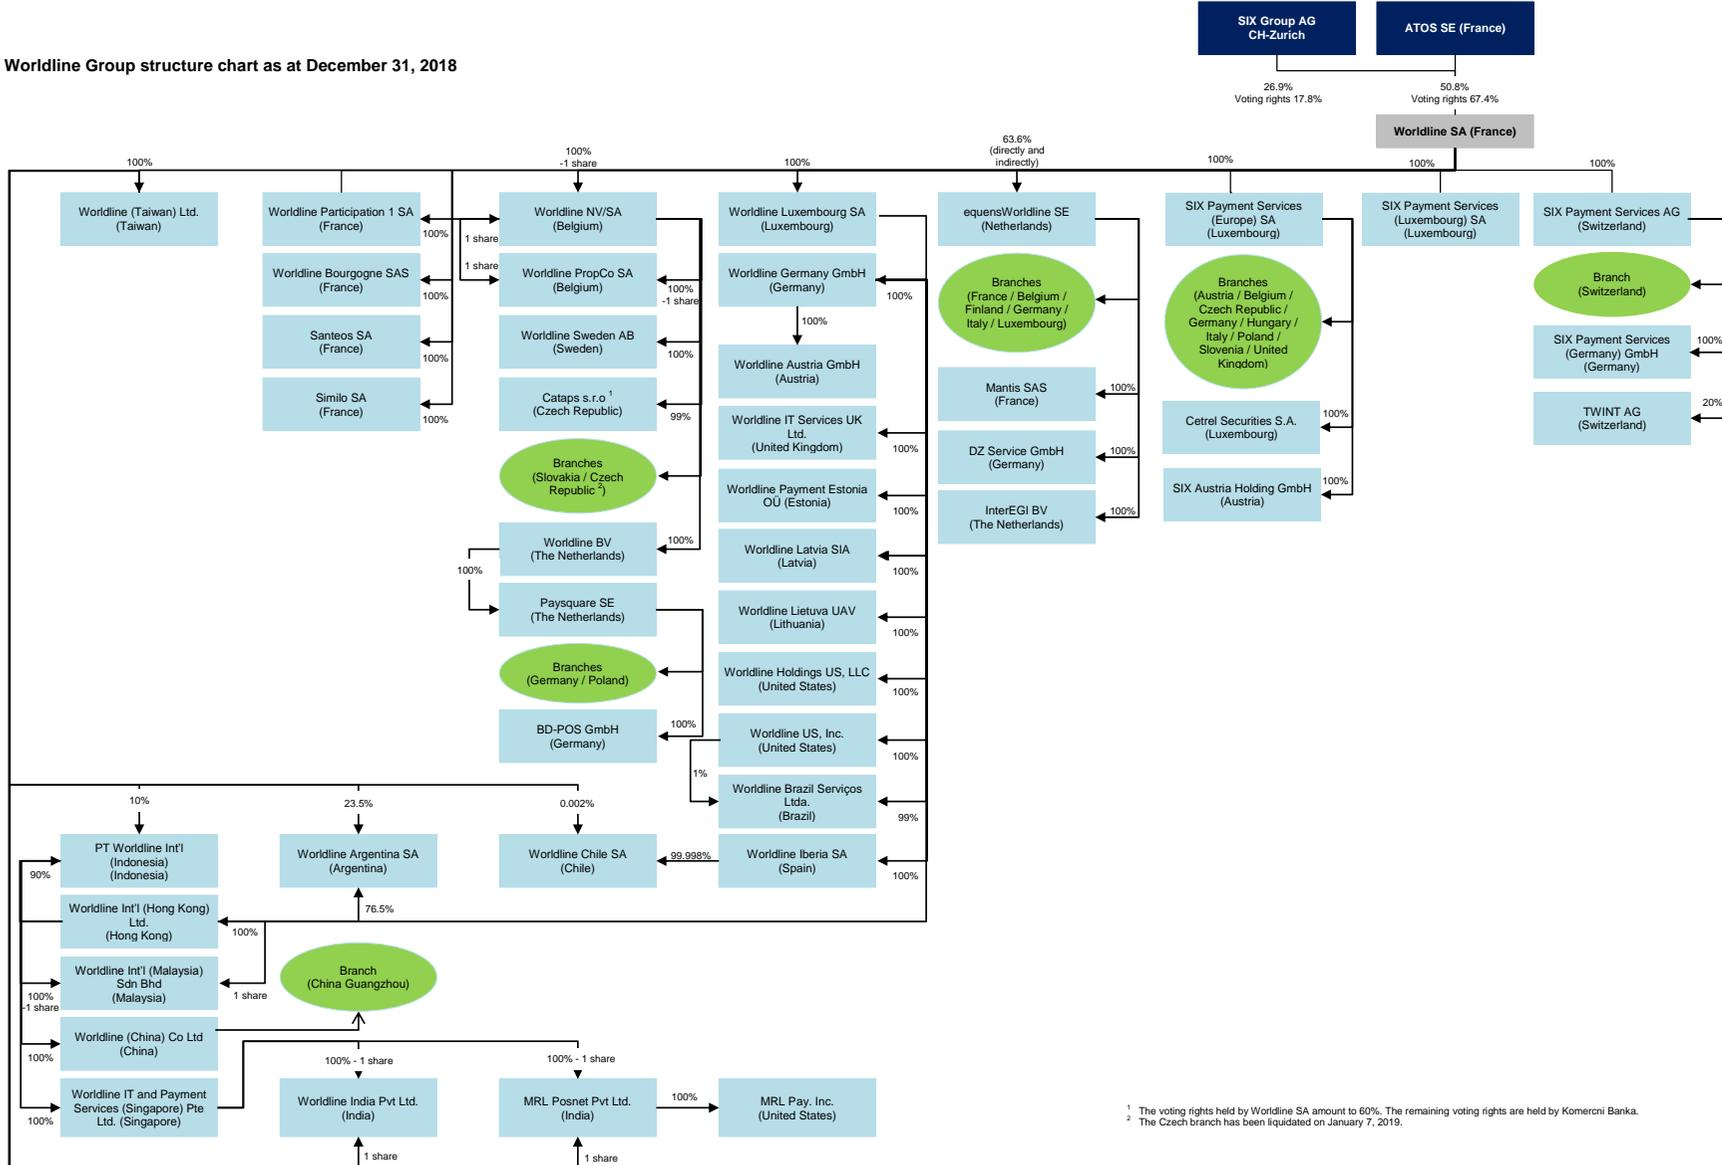 SIX Group AG
CH-Zurich
ATOS SE (France)
Worldline Group structure chart as at December 31, 2018
26.9%
Voting rights 17.8%
50.8%
Voting rights 67.4%
Worldline SA (France)
100%
100%
-1 share
100%
63.6%
(directly and
indirectly)
100%
100%
100%
Worldline (Taiwan) Ltd.
(Taiwan)
Worldline Participation 1 SA
(France)
100%
Worldline Bourgogne SAS
(France)
100%
Santeos SA
(France)
100%
Similo SA
(France)
100%
1 share
1 share
Worldline NV/SA
(Belgium)
Worldline PropCo SA
(Belgium)
100%
-1 share
Worldline Sweden AB
(Sweden)
100%
Cataps s.r.o 1
(Czech Republic)
99%
Branches
(Slovakia / Czech
Republic 2)
Worldline BV
(The Netherlands)
100%
100%
Paysquare SE
(The Netherlands)
Branches
(Germany / Poland)
BD-POS GmbH
(Germany)
100%
Worldline Luxembourg SA
(Luxembourg)
Worldline Germany GmbH
(Germany)
100%
100%
Worldline Austria GmbH
(Austria)
Worldline IT Services UK
Ltd.
(United Kingdom)
100%
Worldline Payment Estonia
OÜ (Estonia)
100%
Worldline Latvia SIA
(Latvia)
100%
Worldline Lietuva UAV
(Lithuania)
100%
Worldline Holdings US, LLC
(United States)
100%
Worldline US, Inc.
(United States)
100%
1%
Worldline Brazil Serviços
Ltda.
(Brazil)
99%
Worldline Iberia SA
(Spain)
100%
equensWorldline SE
(Netherlands)
Branches
(France / Belgium /
Finland / Germany /
Italy / Luxembourg)
Mantis SAS
(France)
100%
DZ Service GmbH
(Germany)
100%
InterEGI BV
(The Netherlands)
100%
SIX Payment Services
(Europe) SA
(Luxembourg)
Branches
(Austria / Belgium /
Czech Republic /
Germany / Hungary /
Italy / Poland /
Slovenia / United
Kingdom)
Cetrel Securities S.A.
(Luxembourg)
100%
SIX Austria Holding GmbH
(Austria)
100%
SIX Payment Services
(Luxembourg) SA
(Luxembourg)
SIX Payment Services AG
(Switzerland)
Branch
(Switzerland)
SIX Payment Services
(Germany) GmbH
(Germany)
100%
TWINT AG
(Switzerland)
20%
10%
23.5%
0.002%
PT Worldline Int'l
(Indonesia)
(Indonesia)
90%
Worldline Argentina SA
(Argentina)
76.5%
Worldline Chile SA
(Chile)
99.998%
Worldline Int'l (Hong Kong)
Ltd.
(Hong Kong)
100%
Worldline Int'l (Malaysia)
Sdn Bhd
(Malaysia)
100%
-1 share
1 share
Branch
(China Guangzhou)
Worldline (China) Co Ltd
(China)
100%
Worldline IT and Payment
Services (Singapore) Pte
Ltd. (Singapore)
100%
100% - 1 share
100% - 1 share
Worldline India Pvt Ltd.
(India)
MRL Posnet Pvt Ltd.
(India)
100%
MRL Pay. Inc.
(United States)
1 share
1 share
1 The voting rights held by Worldline SA amount to 60%. The remaining voting rights are held by Komercni Banka.
2 The Czech branch has been liquidated on January 7, 2019.